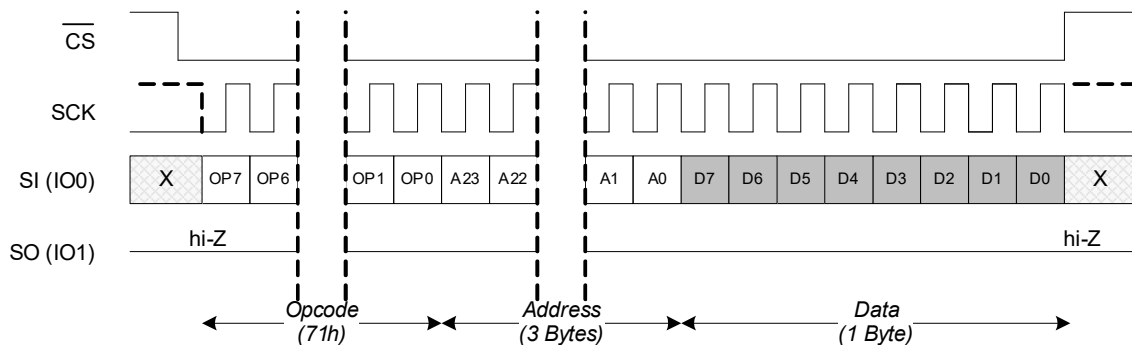 CS
SCK
SI (IO0) X OP7 OP6 OP1 OP0 A23 A22 A1 A0 D7 D6 D5 D4 D3 D2 D1 D0 X
hi-Z hi-Z
SO (IO1)
Opcode Address Data
(71h) (3 Bytes) (1 Byte)